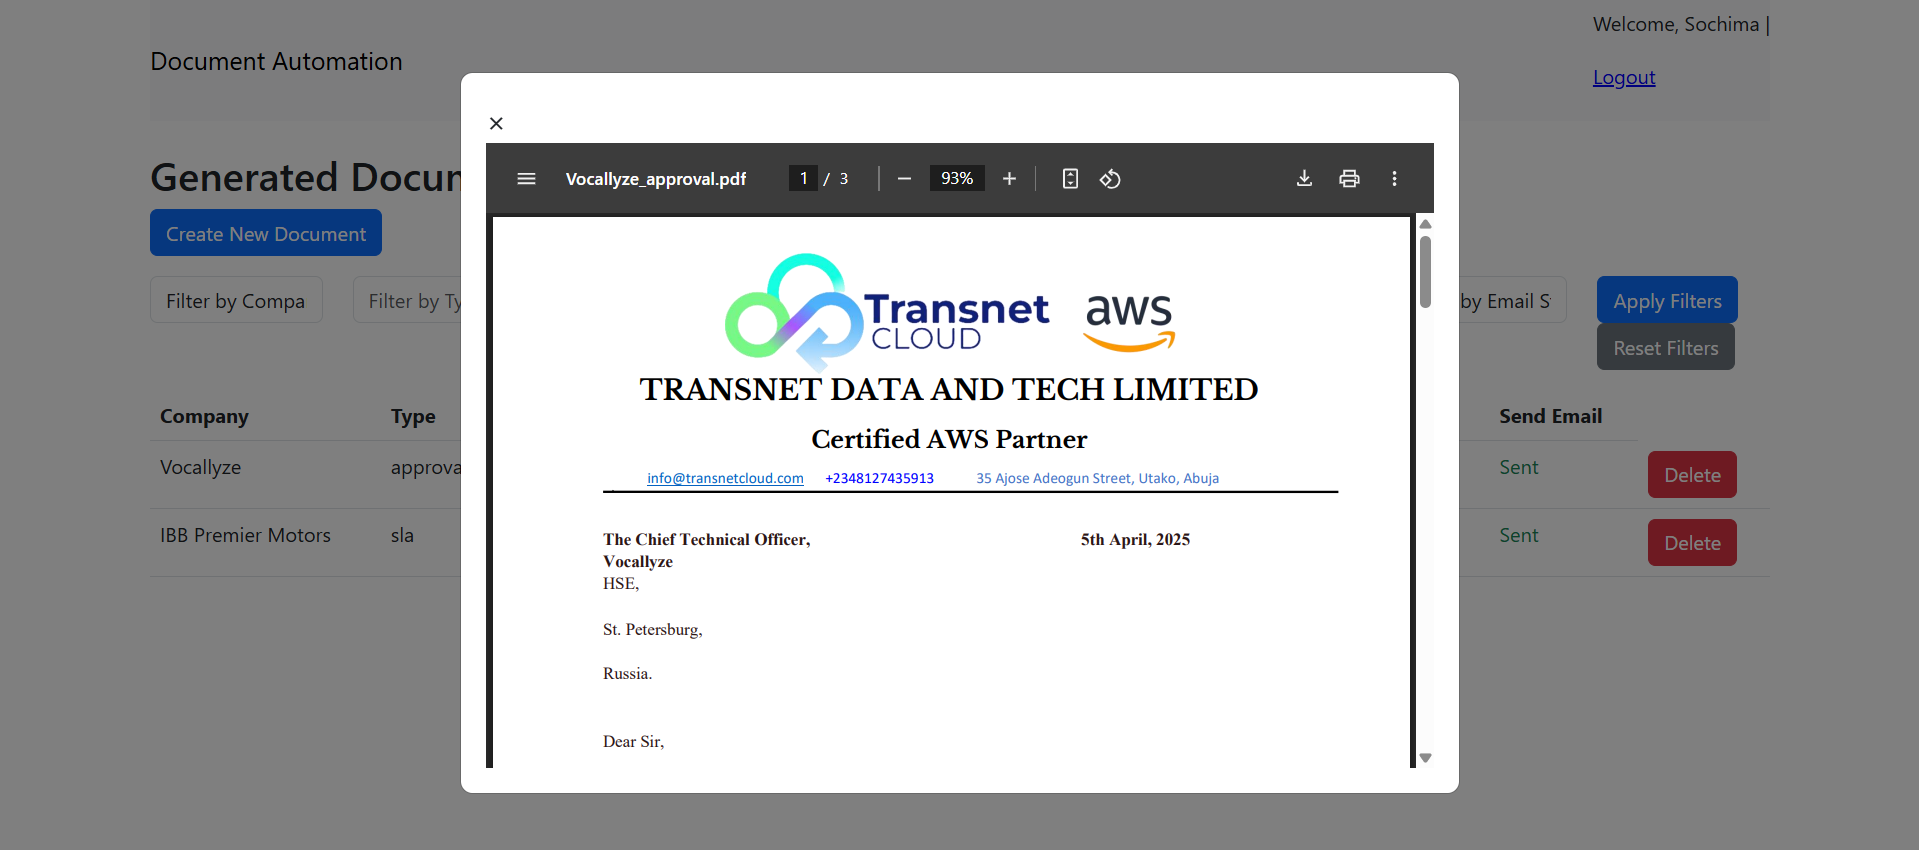 Welcome, Sochima |
Document Automation
Logout
Generated Docum
Create New Document
Filter by Compa
Filter by Ty
by Email S
Apply Filters
Reset Filters
Company Type Send Email
Vocallyze approva Sent Delete
IBB Premier Motors sla Sent Delete
Vocallyze_approval.pdf 1 / 3 93%
Transnet
CLOUD
aws
TRANSNET DATA AND TECH LIMITED
Certified AWS Partner
info@transnetcloud.com +2348127435913 35 Ajose Adeogun Street, Utako, Abuja
The Chief Technical Officer, 5th April, 2025
Vocallyze
HSE,
St. Petersburg,
Russia.
Dear Sir,